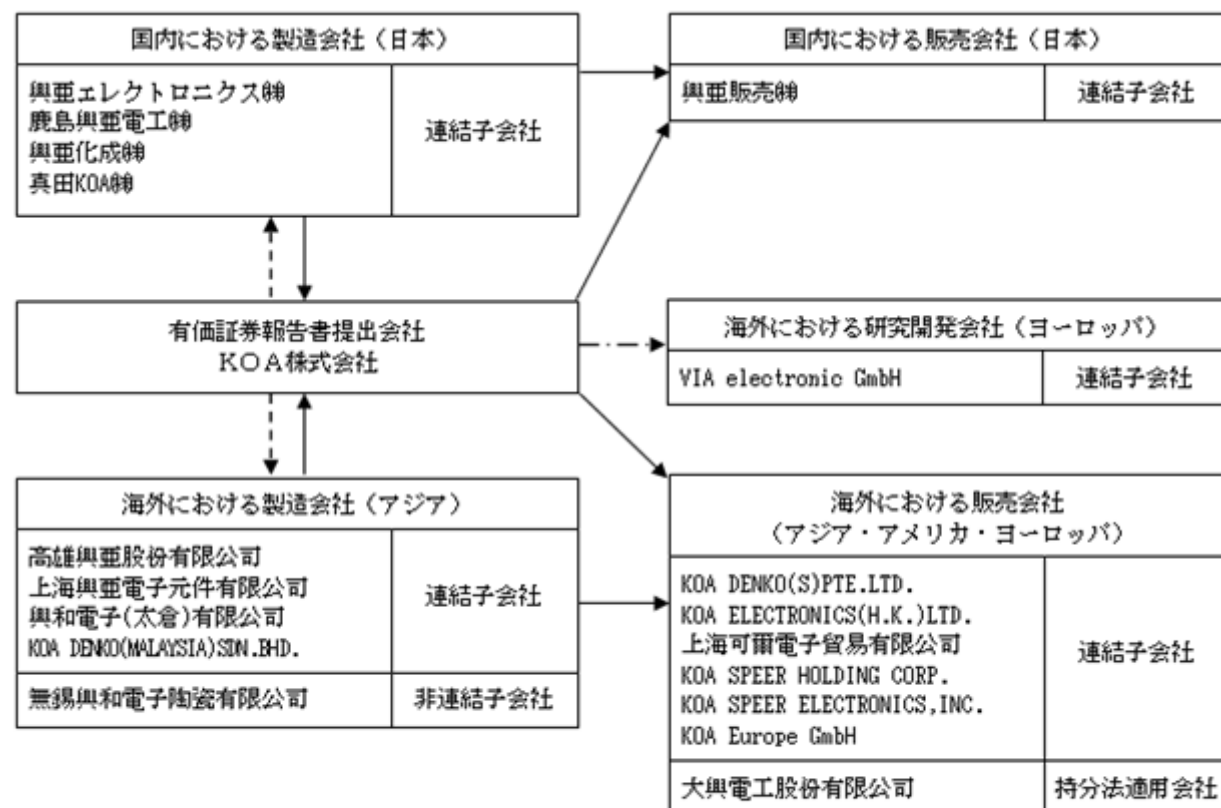 国内における製造会社（日本）
興亜エレクトロニクス㈱
鹿島興亜電工㈱
興亜化成㈱
真田KOA㈱
連結子会社
国内における販売会社（日本）
興亜販売㈱
連結子会社
有価証券報告書提出会社
ＫＯＡ株式会社
海外における研究開発会社（ヨーロッパ）
VIA electronic GmbH
連結子会社
海外における製造会社（アジア）
高雄興亜股份有限公司
上海興亜電子元件有限公司
興和電子(太倉)有限公司
KOA DENKO(MALAYSIA)SDN.BHD.
連結子会社
無錫興和電子陶瓷有限公司
非連結子会社
海外における販売会社
（アジア・アメリカ・ヨーロッパ）
KOA DENKO(S)PTE.LTD.
KOA ELECTRONICS(H.K.)LTD.
上海可爾電子貿易有限公司
KOA SPEER HOLDING CORP.
KOA SPEER ELECTRONICS,INC.
KOA Europe GmbH
連結子会社
大興電工股份有限公司
持分法適用会社